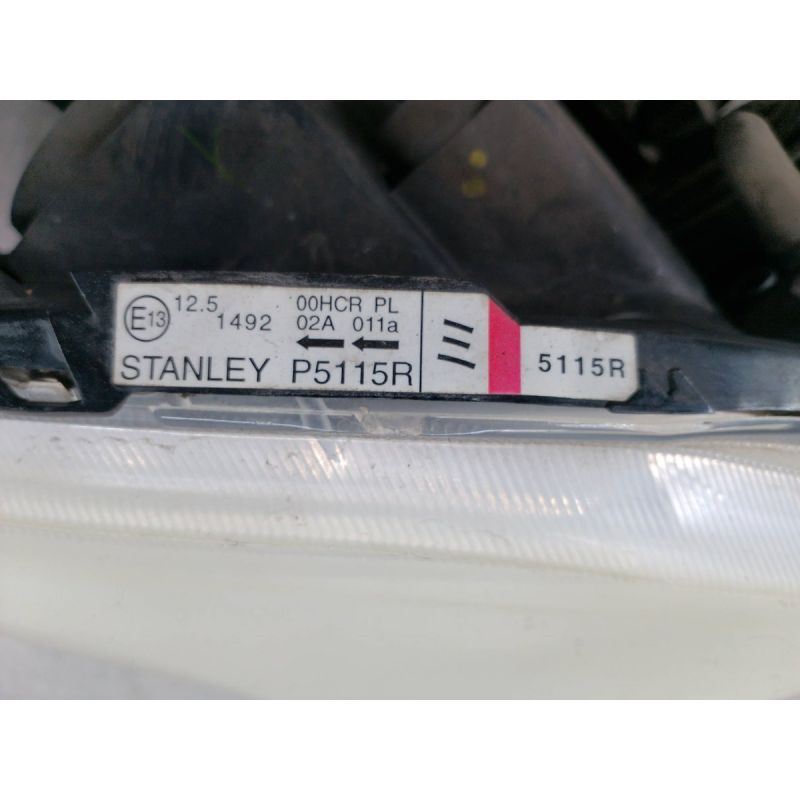 E13 12.5 1492 00HCR PL
02A 011a
STANLEY P5115R
5115R